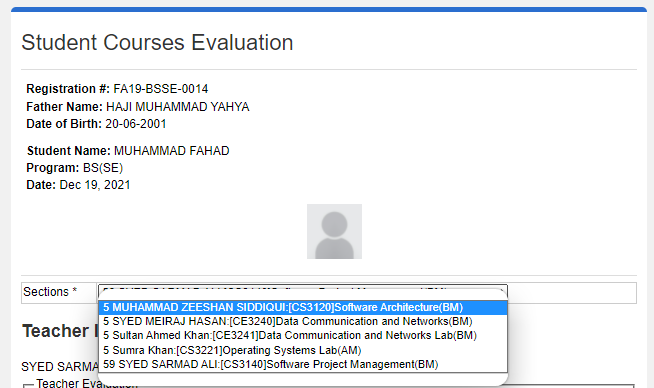 Student Courses Evaluation
Registration #: FA19-BSSE-0014
Father Name: HAJI MUHAMMAD YAHYA
Date of Birth: 20-06-2001
Student Name: MUHAMMAD FAHAD
Program: BS(SE)
Date: Dec 19, 2021
Sections *
5 MUHAMMAD ZEESHAN SIDDIQUI:[CS3120]Software Architecture(BM)
5 SYED MEIRAJ HASAN:[CE3240]Data Communication and Networks(BM)
5 Sultan Ahmed Khan:[CE3241]Data Communication and Networks Lab(BM)
5 Sumra Khan:[CS3221]Operating Systems Lab(AM)
59 SYED SARMAD ALI:[CS3140]Software Project Management(BM)
Teacher
SYED SARMA
Teacher Evaluation